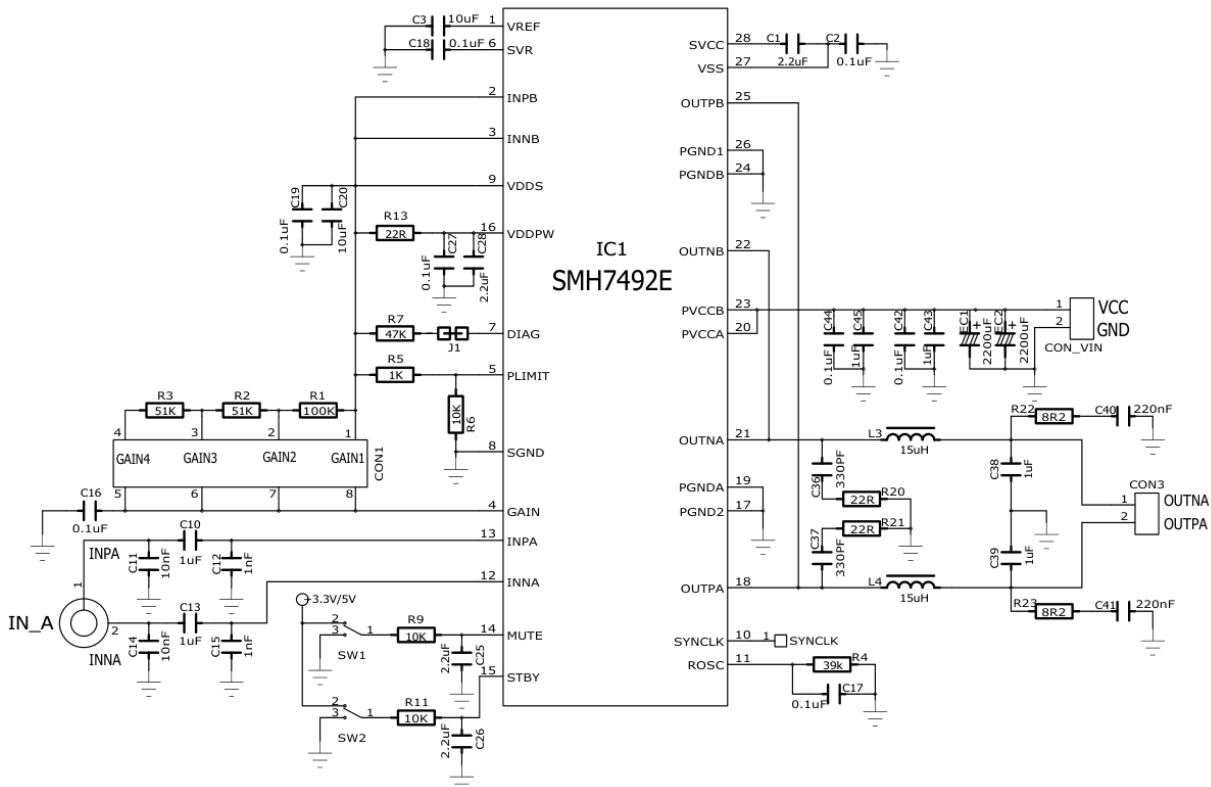 C3 10uF 1 VREF
C18 0.1uF 6 SVR
2 INPB
3 INNB
9 VDDS
C19 0.1uF
C20 10uF
R13 22R 16 VDDPW
C27 0.1uF
C28 2.2uF
R7 47K J1 7 DIAG
R5 1K 5 PLIMIT
10K R6
8 SGND
R3 51K R2 51K R1 100K
4 3 2 1
GAIN4 GAIN3 GAIN2 GAIN1 CON1
5 6 7 8
C16 0.1uF
4 GAIN
C10 1uF 13 INPA
INPA
C11 10nF
C12 1nF
1
IN_A
2
INNA
C13 1uF 12 INNA
C14 10nF
C15 1nF
+3.3V/5V
2
3 1
SW1
R9 10K 14 MUTE
2.2uF C25
15 STBY
2
3 1
SW2
R11 10K
2.2uF C26
IC1
SMH7492E
SVCC 28 C1 2.2uF C2 0.1uF
VSS 27
OUTPB 25
PGND1 26
PGNDB 24
OUTNB 22
PVCCB 23
PVCCA 20
C44 0.1uF
C45 1uF
C42 0.1uF
C43 1uF
EC1 + 2200uF
EC2 + 2200uF
1 VCC
2 GND
CON_VIN
OUTNA 21 L3 15uH
R22 8R2 C40 220nF
C36 330PF
22R R20
22R R21
C37 330PF
C38 1uF
C39 1uF
CON3
1 OUTNA
2 OUTPA
PGNDA 19
PGND2 17
OUTPA 18 L4 15uH
R23 8R2 C41 220nF
SYNCLK 10 1 SYNCLK
ROSC 11 39k R4
0.1uF C17